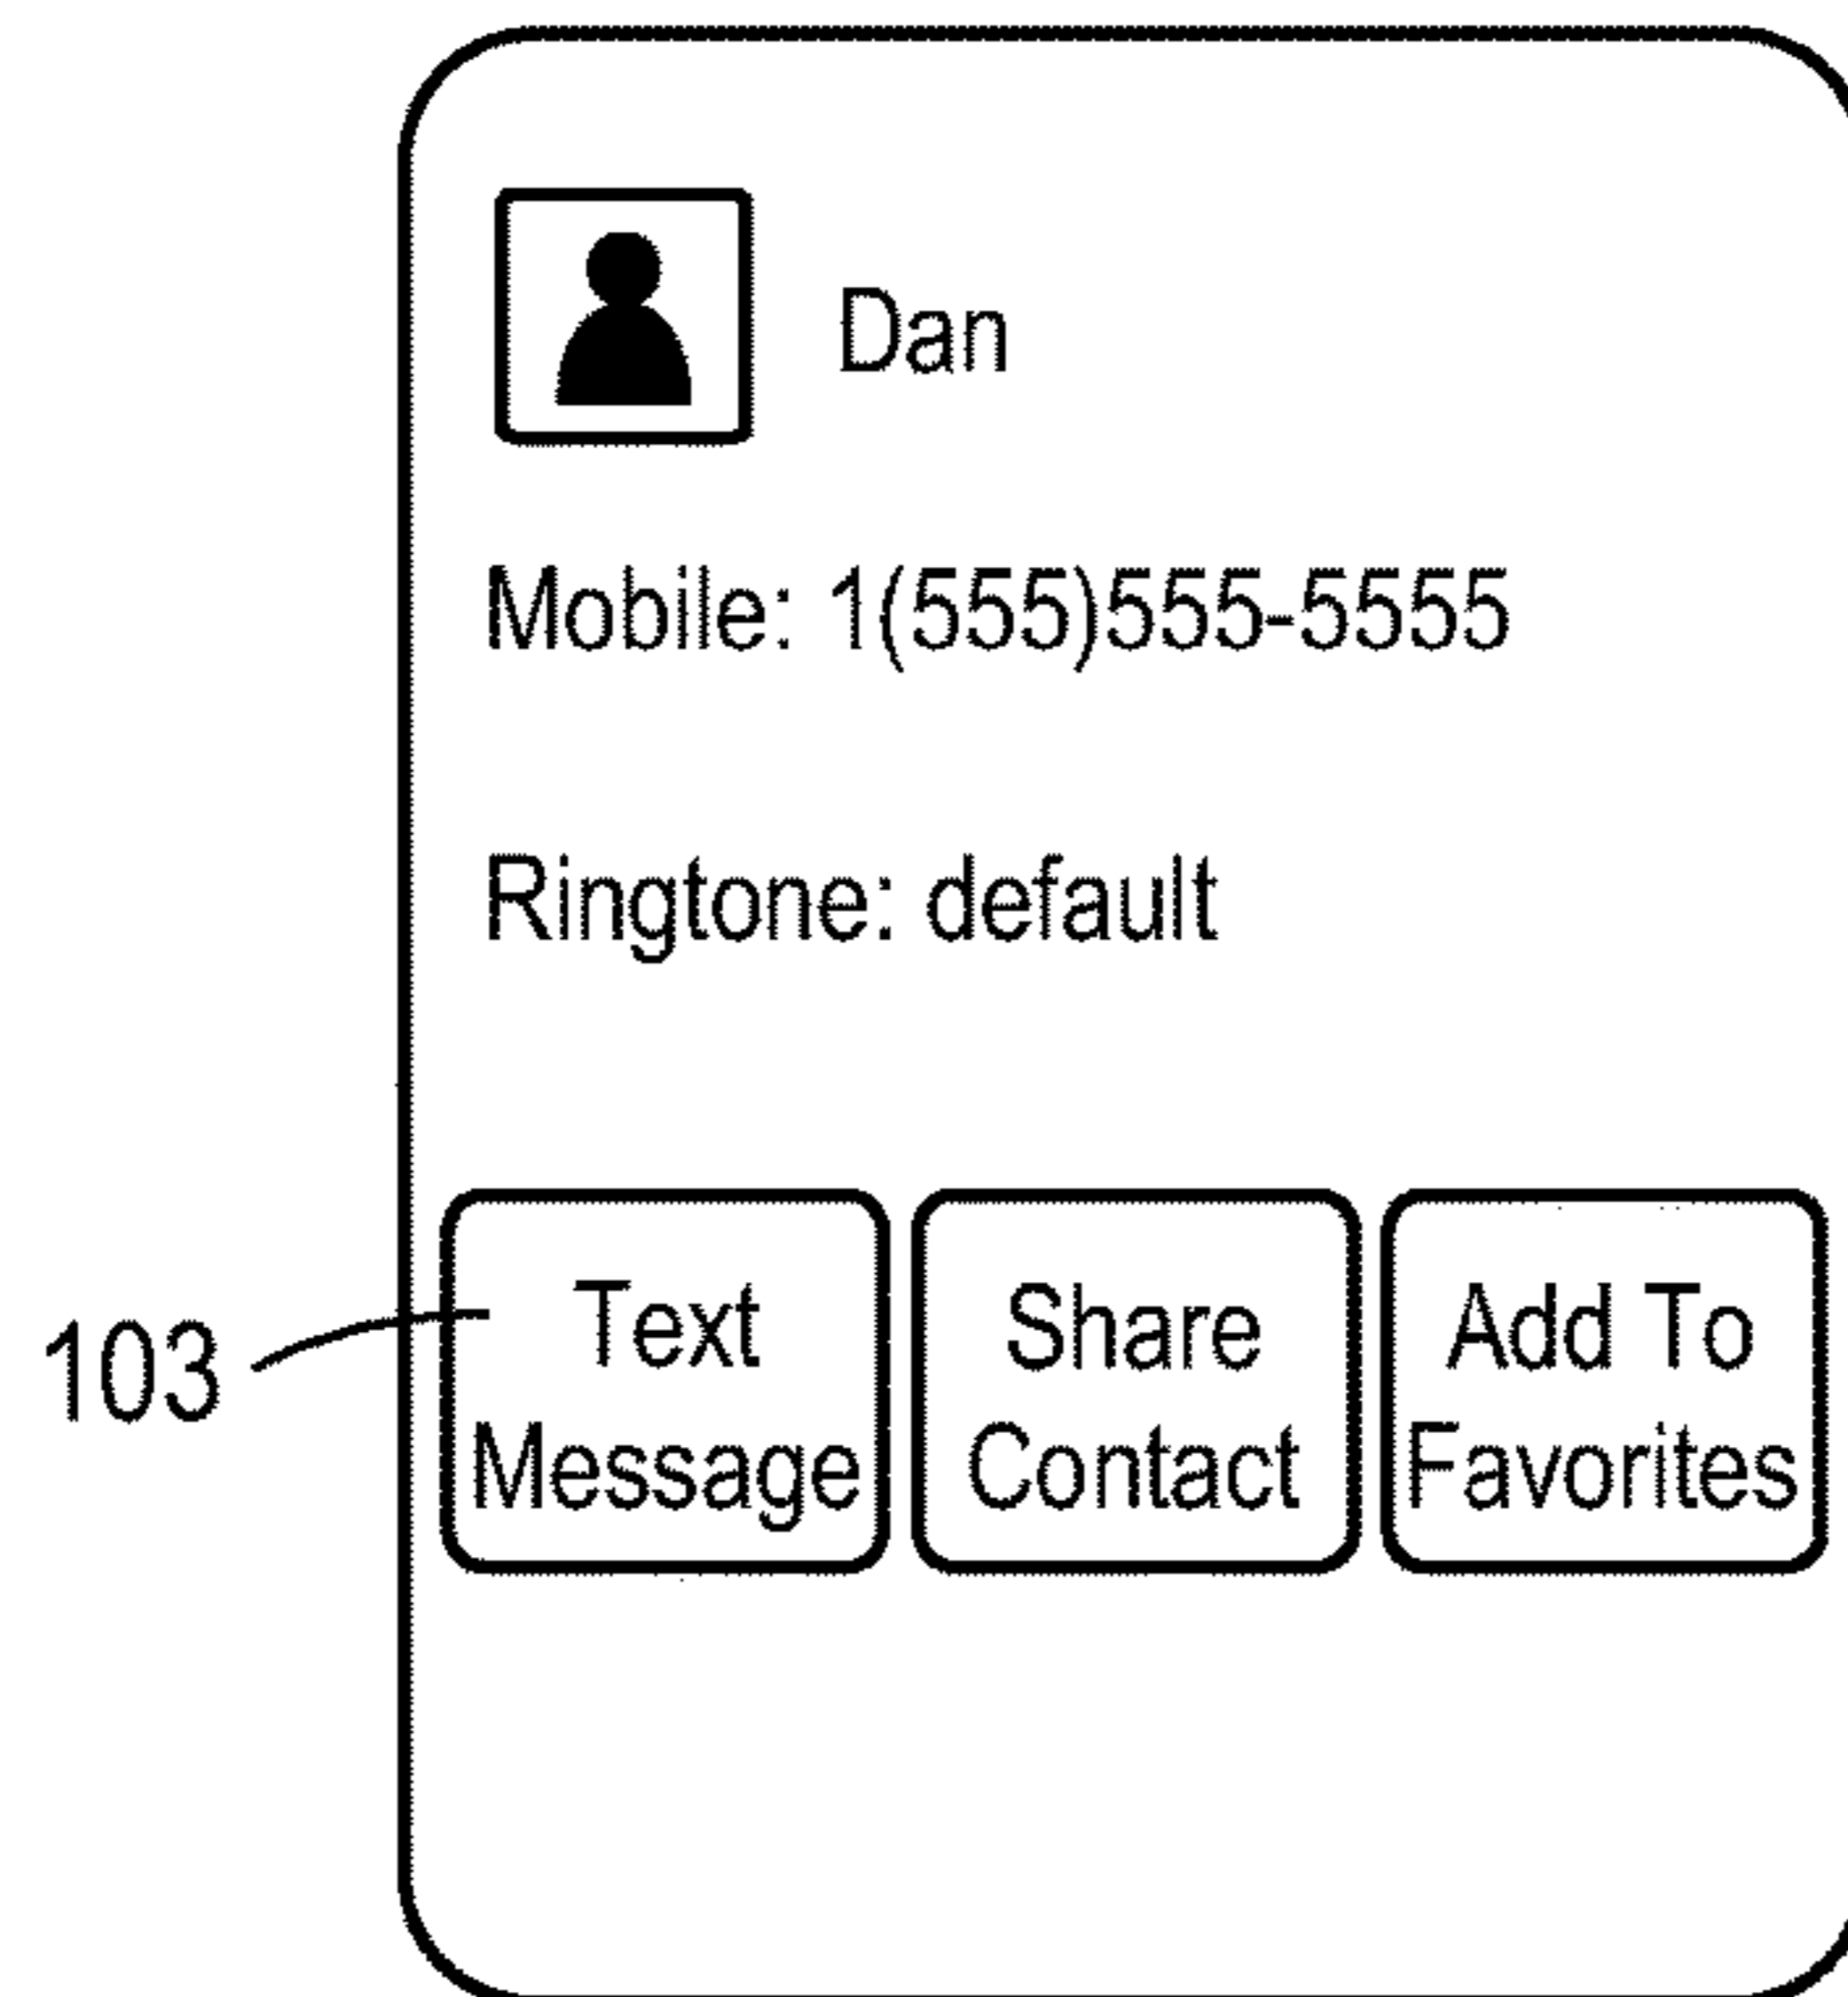 Dan
Mobile: 1(555)555-5555
Ringtone: default
103
Text
Message
Share
Contact
Add To
Favorites